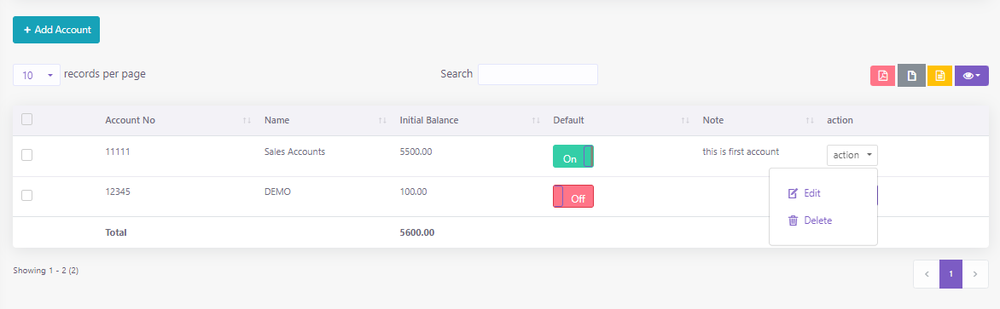 + Add Account
10 records per page
Search
Account No Name Initial Balance Default Note action
11111 Sales Accounts 5500.00 On this is first account action
12345 DEMO 100.00 Off
Edit
Delete
Total 5600.00
Showing 1 - 2 (2)
‹ 1 ›